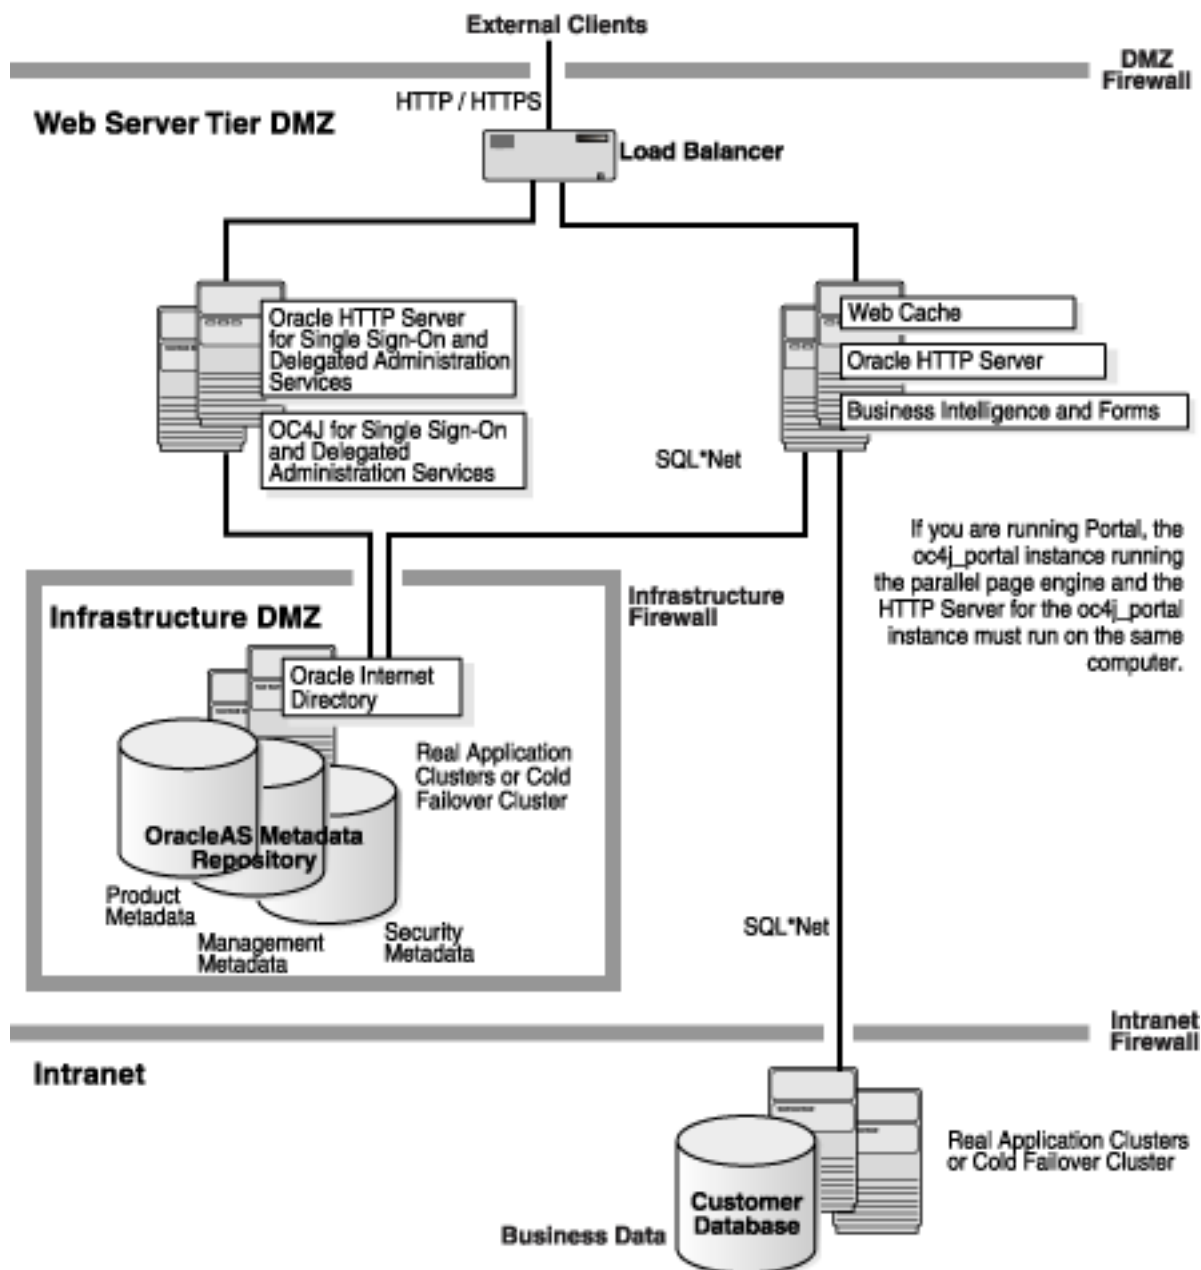 External Clients
DMZ
Firewall
HTTP / HTTPS
Web Server Tier DMZ
Load Balancer
Oracle HTTP Server
for Single Sign-On and
Delegated Administration
Services
OC4J for Single Sign-On
and Delegated
Administration Services
Web Cache
Oracle HTTP Server
Business Intelligence and Forms
SQL*Net
If you are running Portal, the
oc4j_portal instance running
the parallel page engine and the
HTTP Server for the oc4j_portal
instance must run on the same
computer.
Infrastructure
Firewall
Infrastructure DMZ
Oracle Internet
Directory
Real Application
Clusters or Cold
Failover Cluster
OracleAS Metadata
Repository
Product
Metadata
Management
Metadata
Security
Metadata
SQL*Net
Intranet
Firewall
Intranet
Real Application Clusters
or Cold Failover Cluster
Customer
Database
Business Data